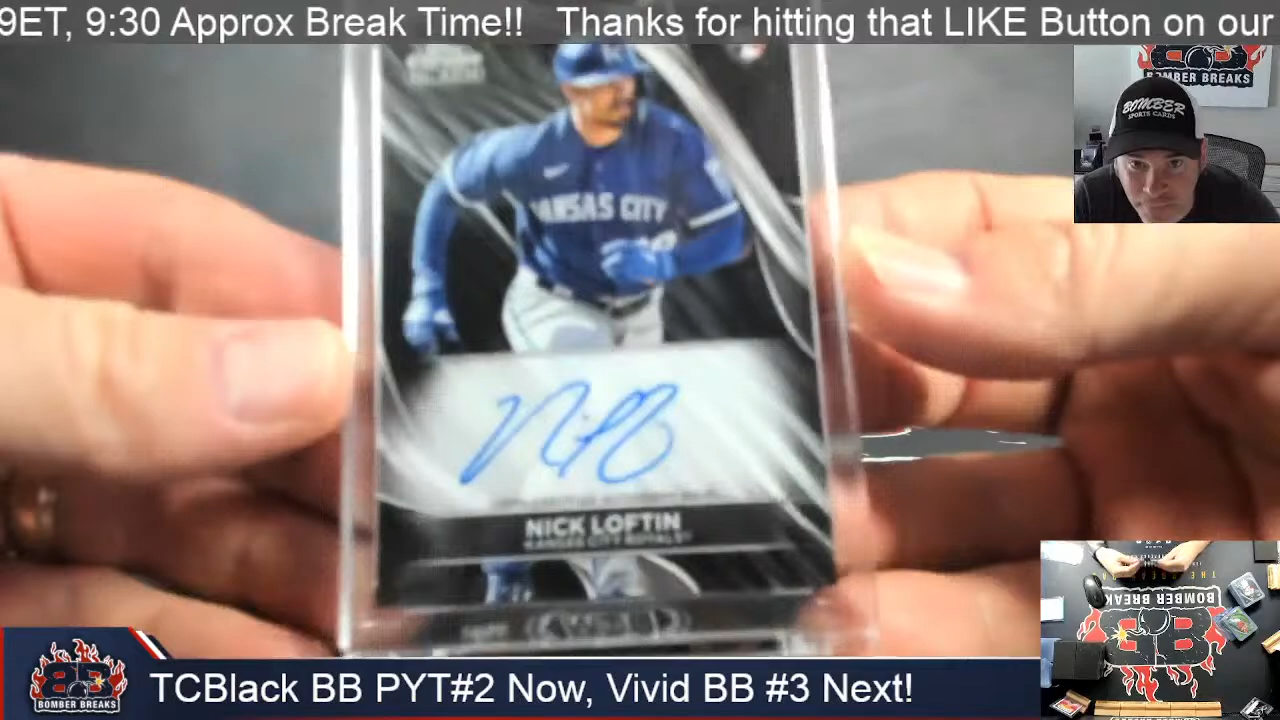 9ET, 9:30 Approx Break Time!! Thanks for hitting that LIKE Button on our
BOMBER BREAKS
BOMBER
SPORTS CARDS
BLACK
KANSAS CITY
NICK LOFTIN
KANSAS CITY ROYALS
BOMBER BREAK
BOMBER BREAKS
TCBlack BB PYT#2 Now, Vivid BB #3 Next!